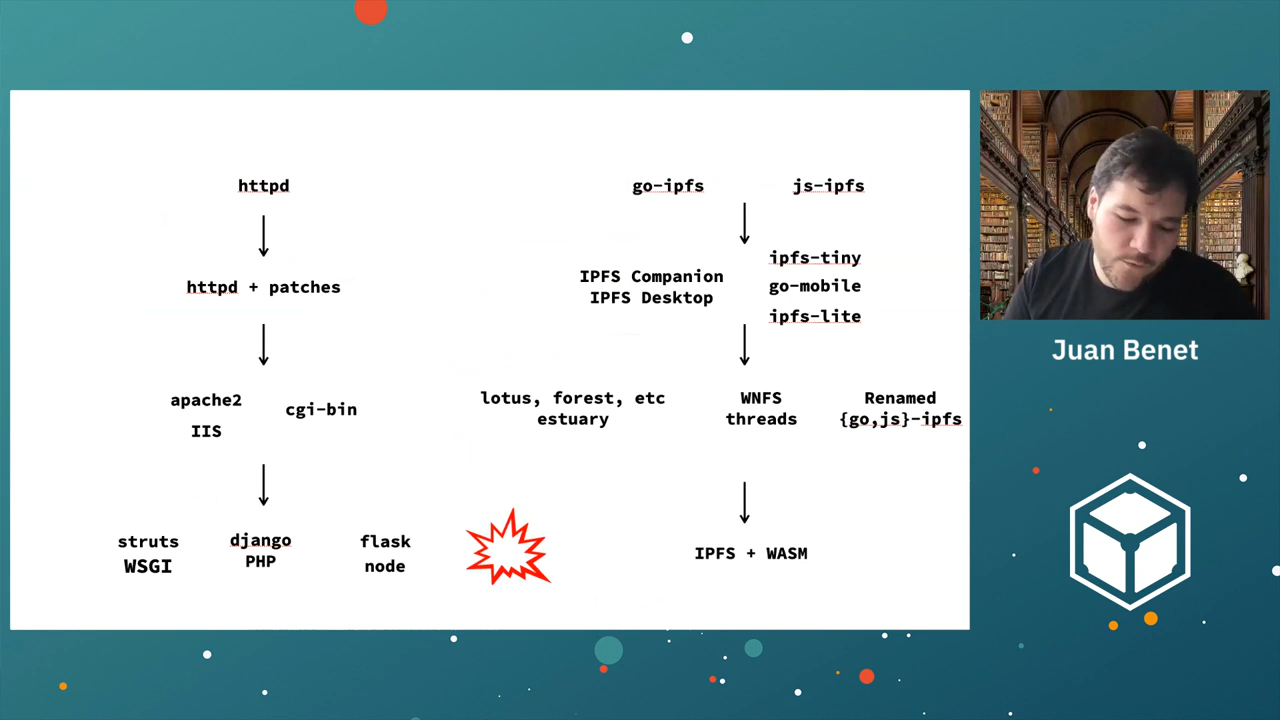 httpd
go-ipfs
js-ipfs
httpd + patches
IPFS Companion
IPFS Desktop
ipfs-tiny
go-mobile
ipfs-lite
apache2
IIS
cgi-bin
lotus, forest, etc
estuary
WNFS
threads
Renamed
{go,js}-ipfs
struts
WSGI
django
PHP
flask
node
IPFS + WASM
Juan Benet